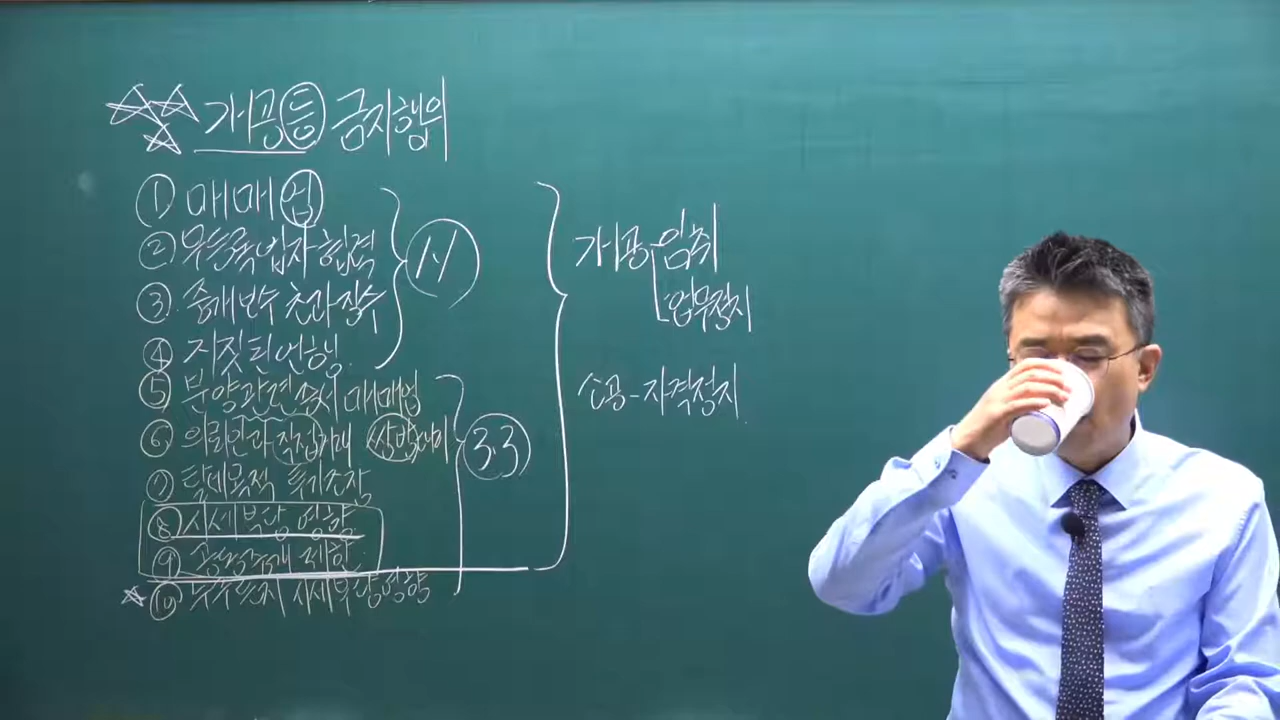 개공등 금지행위
① 매매업
② 무등록 업자 협력
③ 중개보수 초과 징수
④ 거짓된 언행
1.1
⑤ 분양관련 증서 매매업
⑥ 의뢰인과 직접거래 쌍방대리
⑦ 탈세목적 투기조장
3.3
⑧ 시세 부당 영향
⑨ 공동중개 제한
⑩ 시세 부당 영향
개공 임취
업무정지
소공 - 자격정지